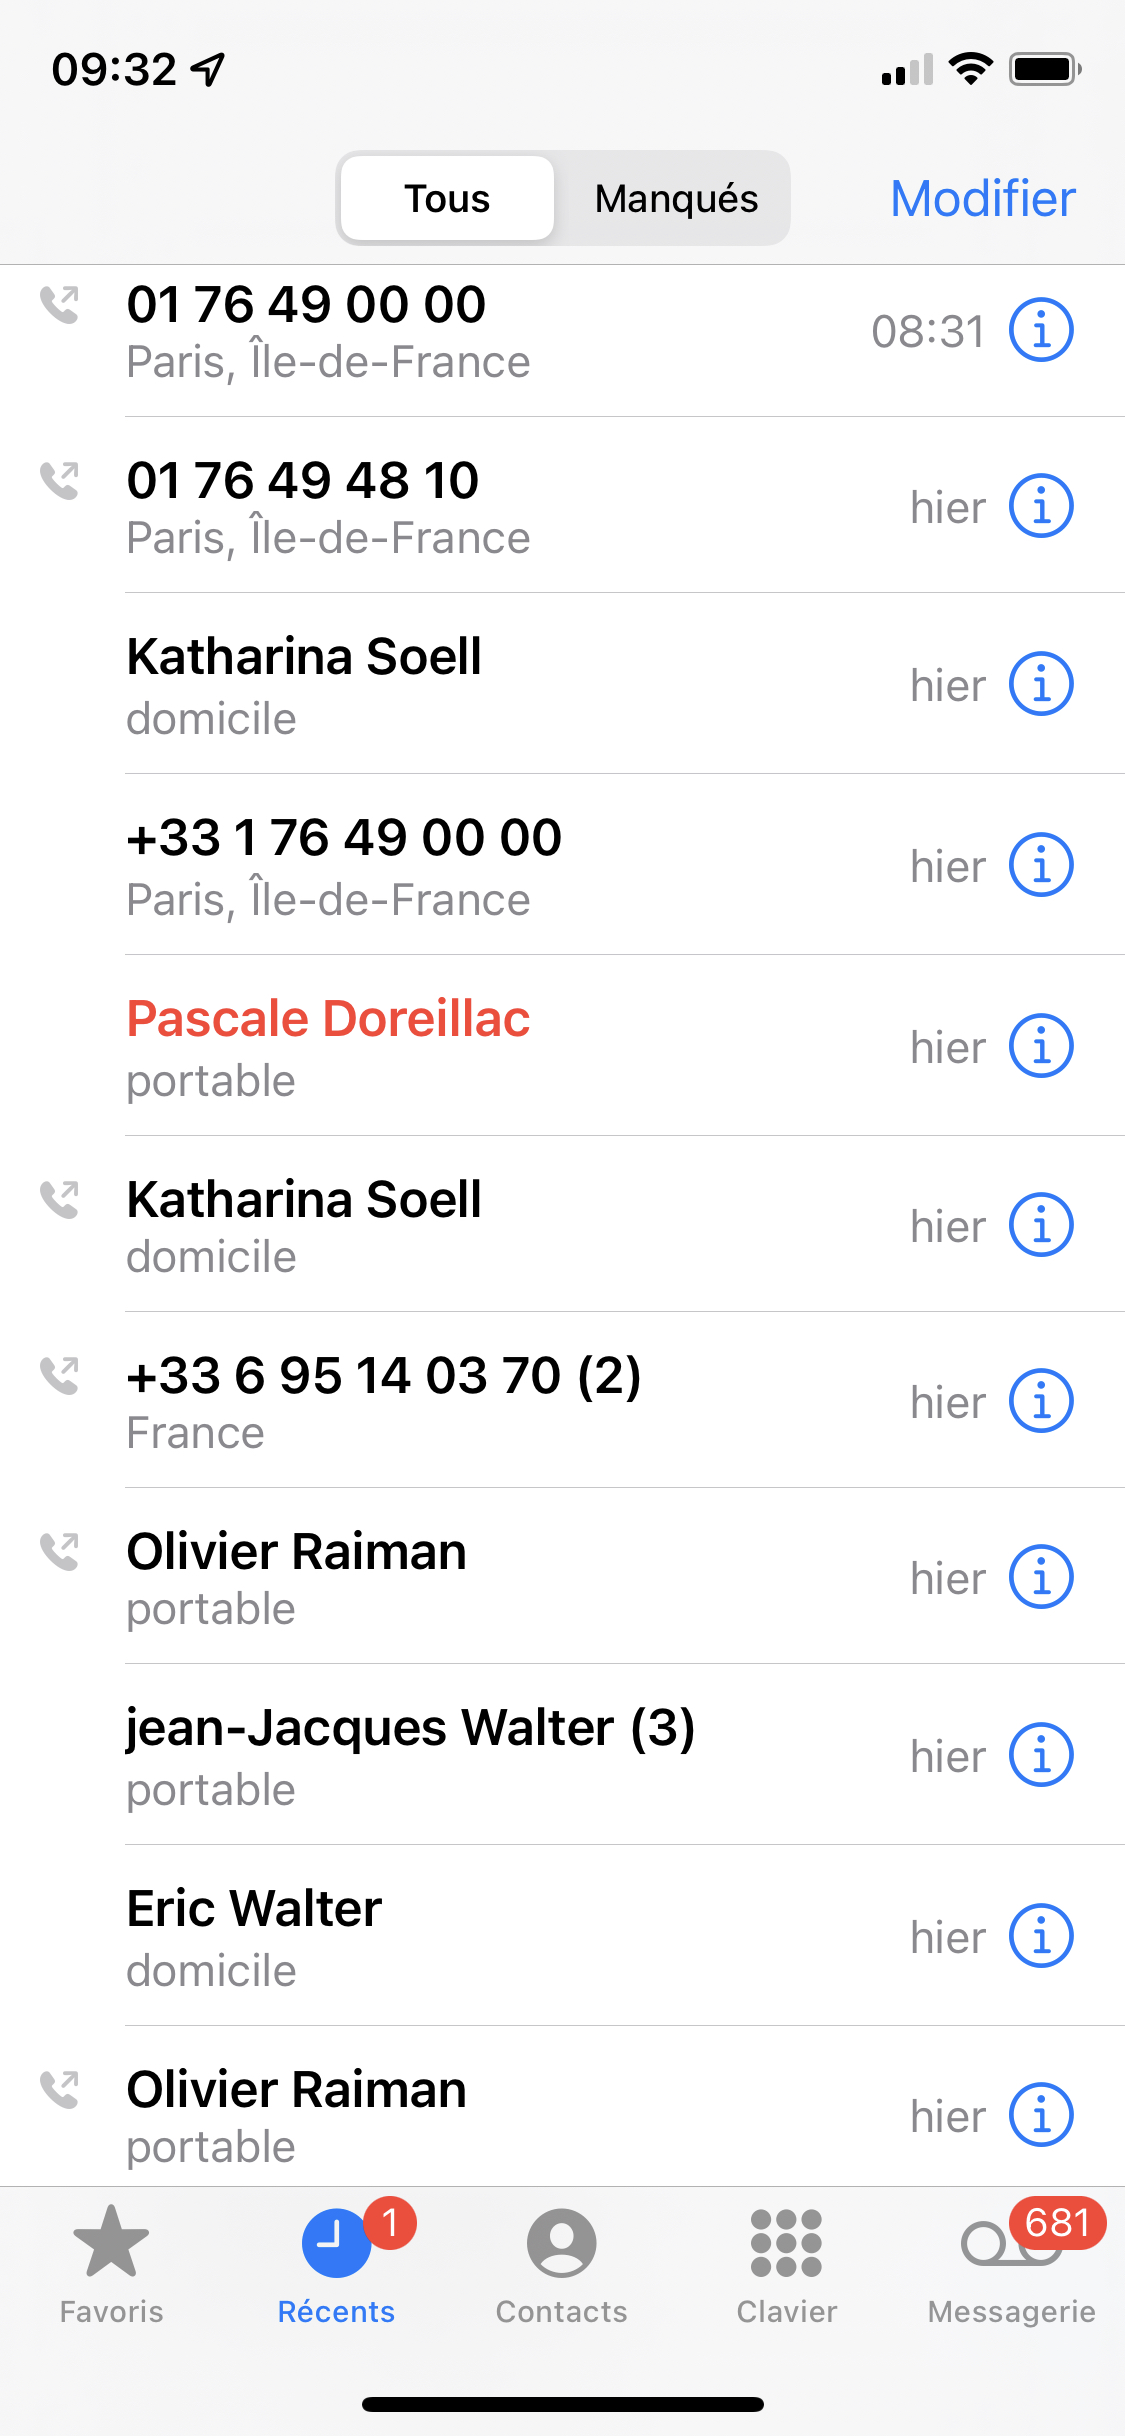 09:32
Tous Manqués Modifier
01 76 49 00 00
Paris, Île-de-France
08:31
01 76 49 48 10
Paris, Île-de-France
hier
Katharina Soell
domicile
hier
+33 1 76 49 00 00
Paris, Île-de-France
hier
Pascale Doreillac
portable
hier
Katharina Soell
domicile
hier
+33 6 95 14 03 70 (2)
France
hier
Olivier Raiman
portable
hier
jean-Jacques Walter (3)
portable
hier
Eric Walter
domicile
hier
Olivier Raiman
portable
hier
1 681
Favoris Récents Contacts Clavier Messagerie